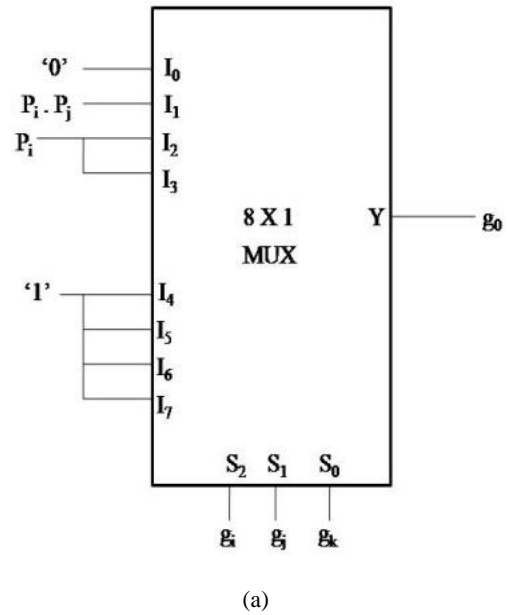 ‘0’ I₀
Pᵢ . Pⱼ I₁
Pᵢ I₂
I₃
8 X 1 Y g₀
MUX
‘1’ I₄
I₅
I₆
I₇
S₂ S₁ S₀
gᵢ gⱼ gₖ
(a)